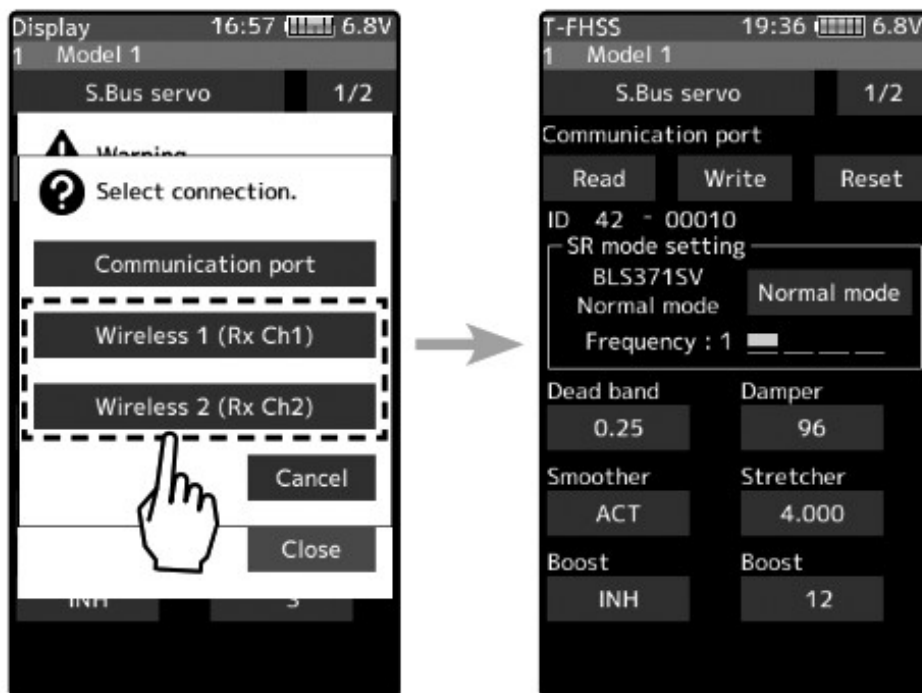 Display 16:57 6.8V
1 Model 1
S.Bus servo 1/2
Warning
Select connection.
Communication port
Wireless 1 (Rx Ch1)
Wireless 2 (Rx Ch2)
Cancel
Close
INH 3
T-FHSS 19:36 6.8V
1 Model 1
S.Bus servo 1/2
Communication port
Read Write Reset
ID 42 - 00010
SR mode setting
BLS371SV
Normal mode
Normal mode
Frequency : 1
Dead band Damper
0.25 96
Smoother Stretcher
ACT 4.000
Boost Boost
INH 12